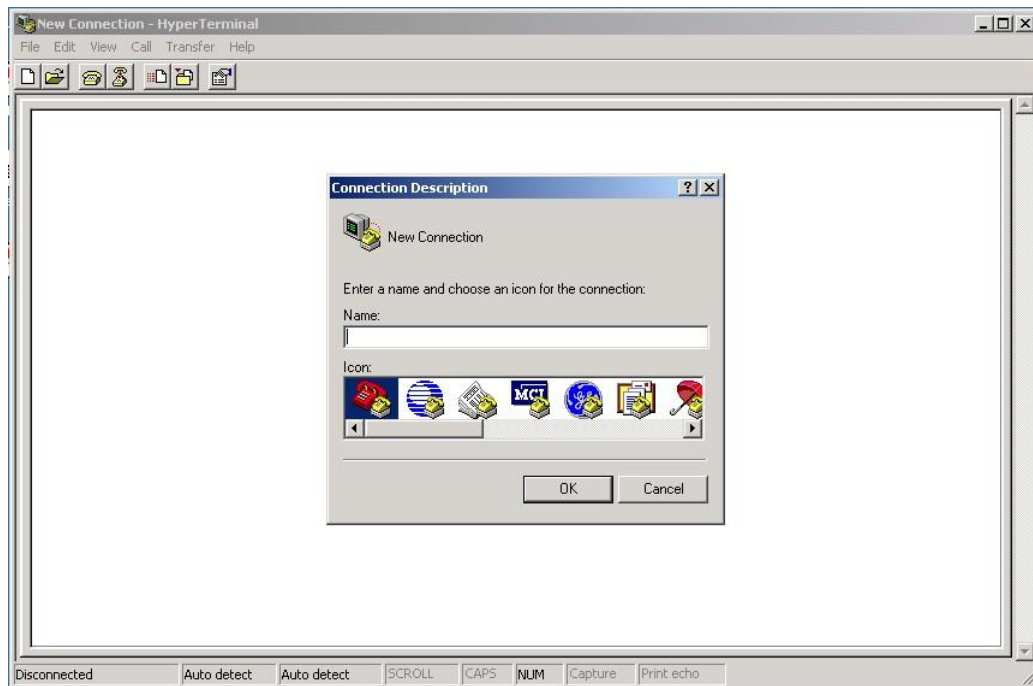 New Connection - HyperTerminal
File Edit View Call Transfer Help
Connection Description
New Connection
Enter a name and choose an icon for the connection:
Name:
Icon:
MCI
OK Cancel
Disconnected Auto detect Auto detect SCROLL CAPS NUM Capture Print echo